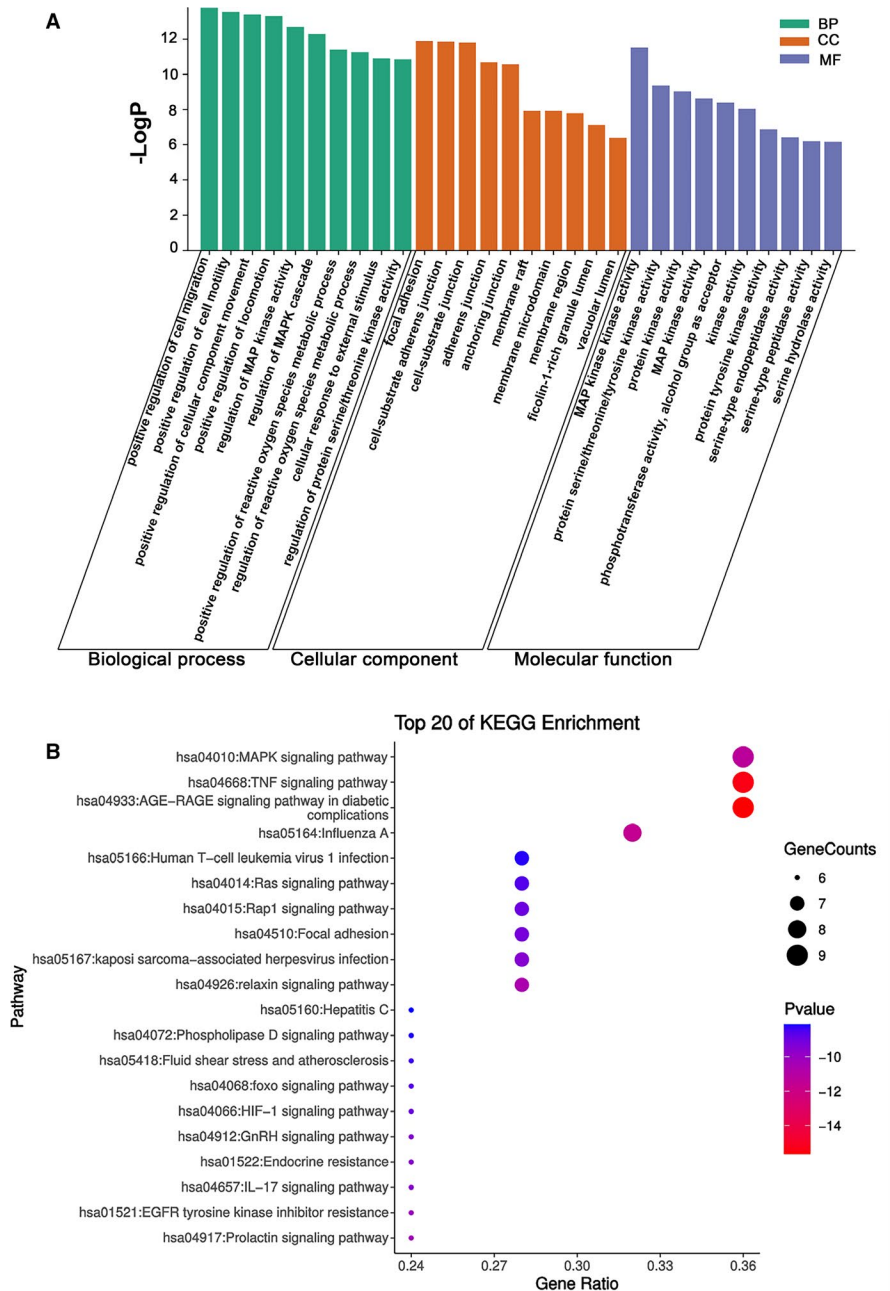 A
BP
CC
MF
-LogP
12
10
8
6
4
2
0
positive regulation of cell migration
positive regulation of cell motility
positive regulation of cellular component movement
positive regulation of locomotion
regulation of MAP kinase activity
regulation of MAPK cascade
positive regulation of reactive oxygen species metabolic process
regulation of reactive oxygen species metabolic process
cellular response to external stimulus
regulation of protein serine/threonine kinase activity
focal adhesion
cell-substrate adherens junction
cell-substrate junction
adherens junction
anchoring junction
membrane raft
membrane microdomain
membrane region
ficolin-1-rich granule lumen
vacuolar lumen
MAP kinase kinase activity
protein serine/threonine/tyrosine kinase activity
protein kinase activity
MAP kinase activity
phosphotransferase activity, alcohol group as acceptor
kinase activity
protein tyrosine kinase activity
serine-type endopeptidase activity
serine-type peptidase activity
serine hydrolase activity
Biological process
Cellular component
Molecular function
B
Top 20 of KEGG Enrichment
Pathway
hsa04010:MAPK signaling pathway
hsa04668:TNF signaling pathway
hsa04933:AGE−RAGE signaling pathway in diabetic
complications
hsa05164:Influenza A
hsa05166:Human T−cell leukemia virus 1 infection
hsa04014:Ras signaling pathway
hsa04015:Rap1 signaling pathway
hsa04510:Focal adhesion
hsa05167:kaposi sarcoma−associated herpesvirus infection
hsa04926:relaxin signaling pathway
hsa05160:Hepatitis C
hsa04072:Phospholipase D signaling pathway
hsa05418:Fluid shear stress and atherosclerosis
hsa04068:foxo signaling pathway
hsa04066:HIF−1 signaling pathway
hsa04912:GnRH signaling pathway
hsa01522:Endocrine resistance
hsa04657:IL−17 signaling pathway
hsa01521:EGFR tyrosine kinase inhibitor resistance
hsa04917:Prolactin signaling pathway
0.24
0.27
0.30
0.33
0.36
Gene Ratio
GeneCounts
6
7
8
9
Pvalue
−10
−12
−14